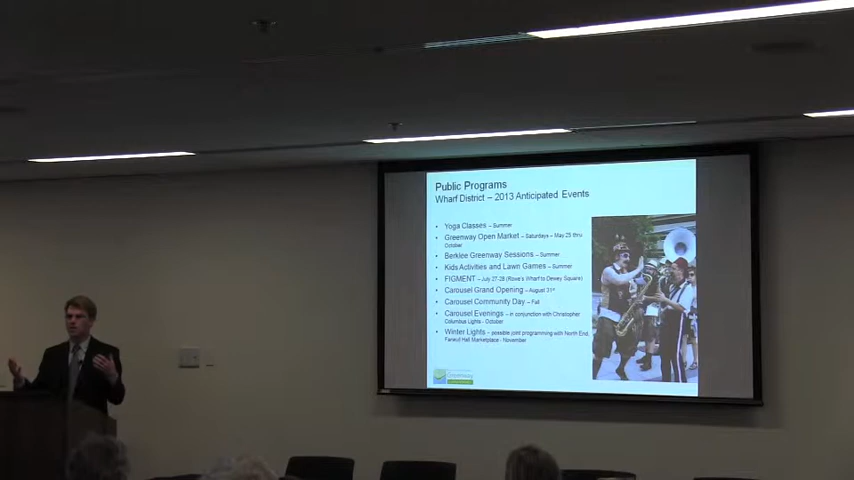 Public Programs
Wharf District – 2013 Anticipated Events
• Yoga Classes – Summer
• Greenway Open Market – Saturdays – May 25 thru
October
• Berklee Greenway Sessions – Summer
• Kids Activities and Lawn Games – Summer
• FIGMENT – July 27-28 (Rowe's Wharf to Dewey Square)
• Carousel Grand Opening – August 31st
• Carousel Community Day – Fall
• Carousel Evenings – in conjunction with Christopher
Columbus Lights - October
• Winter Lights – possible joint programming with North End,
Faneuil Hall Marketplace - November
Greenway